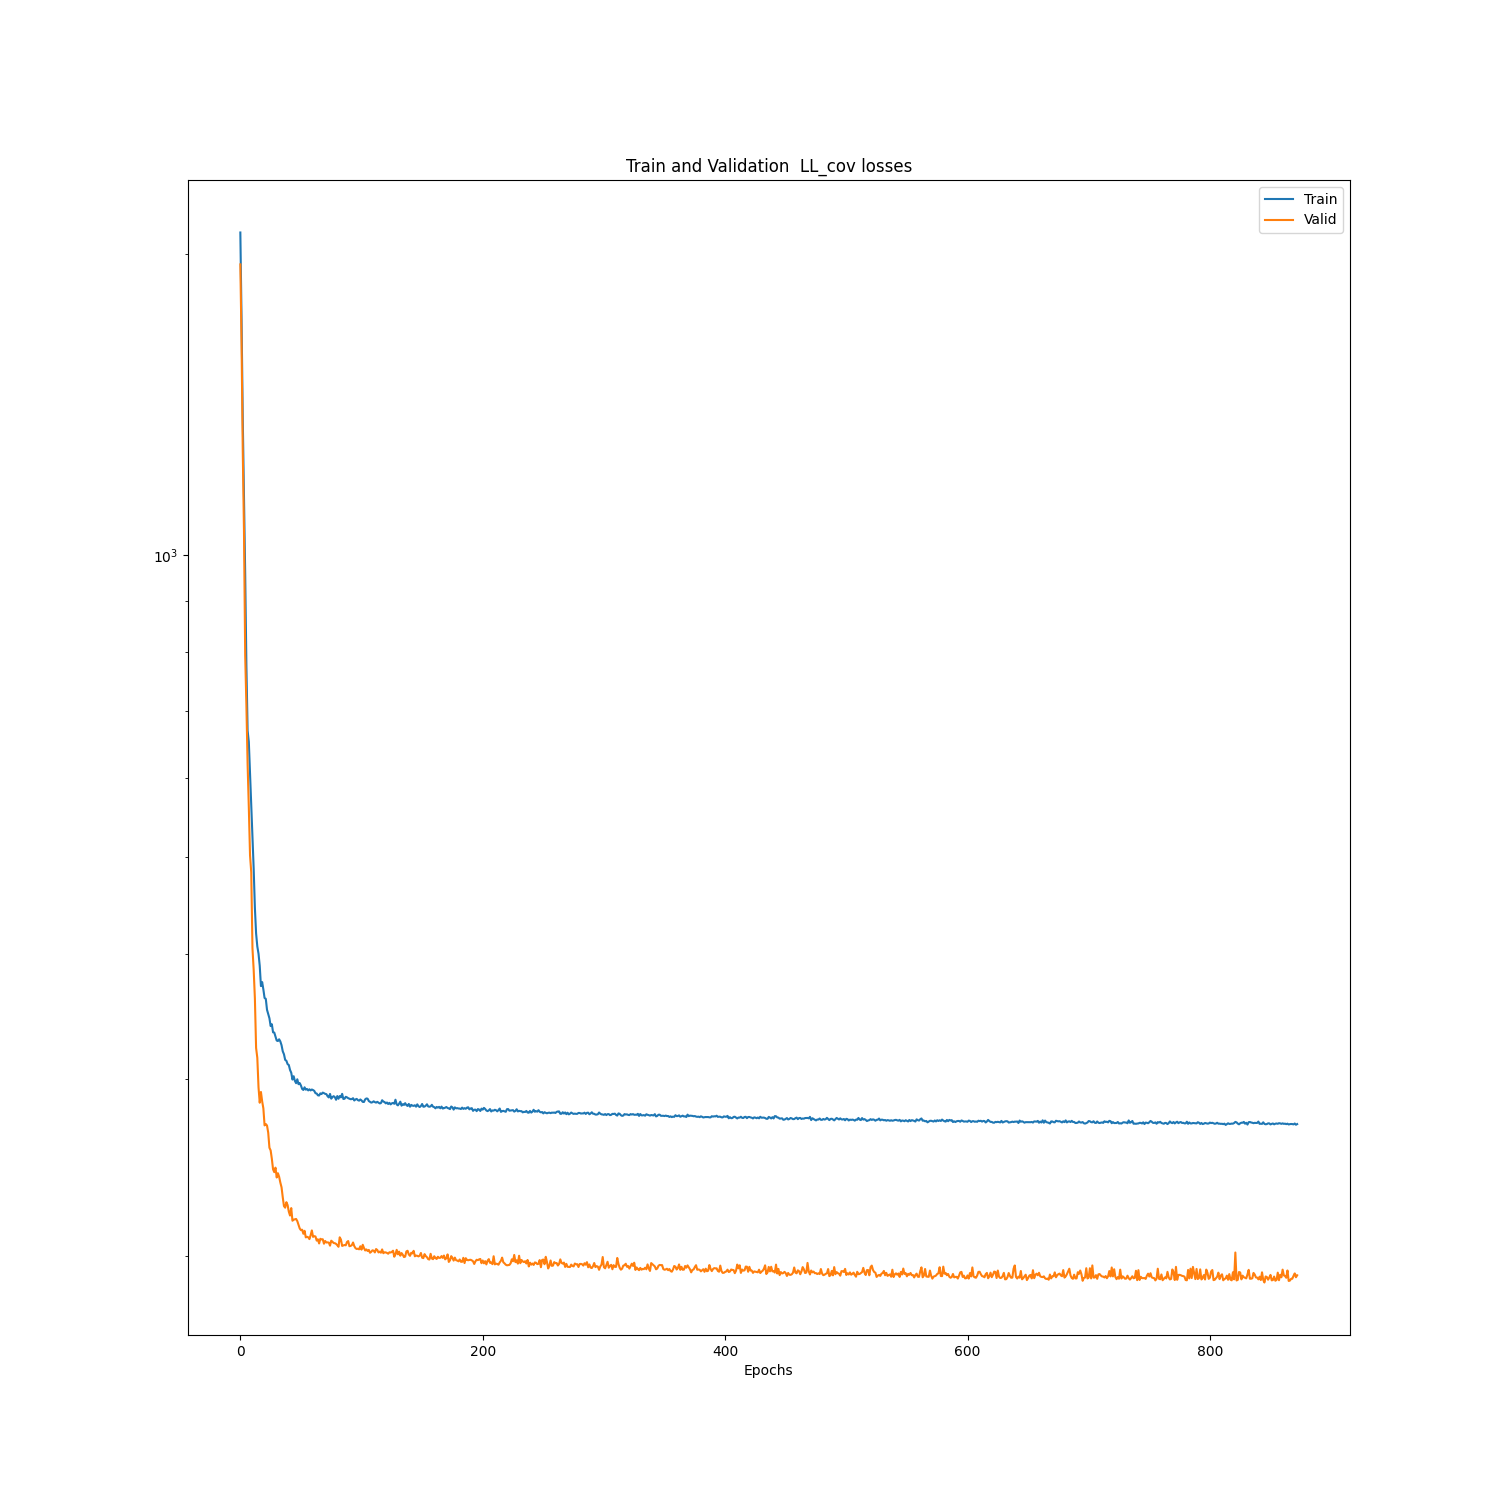 Train and Validation  LL_cov losses
Train
Valid
10³
0 200 400 600 800
Epochs